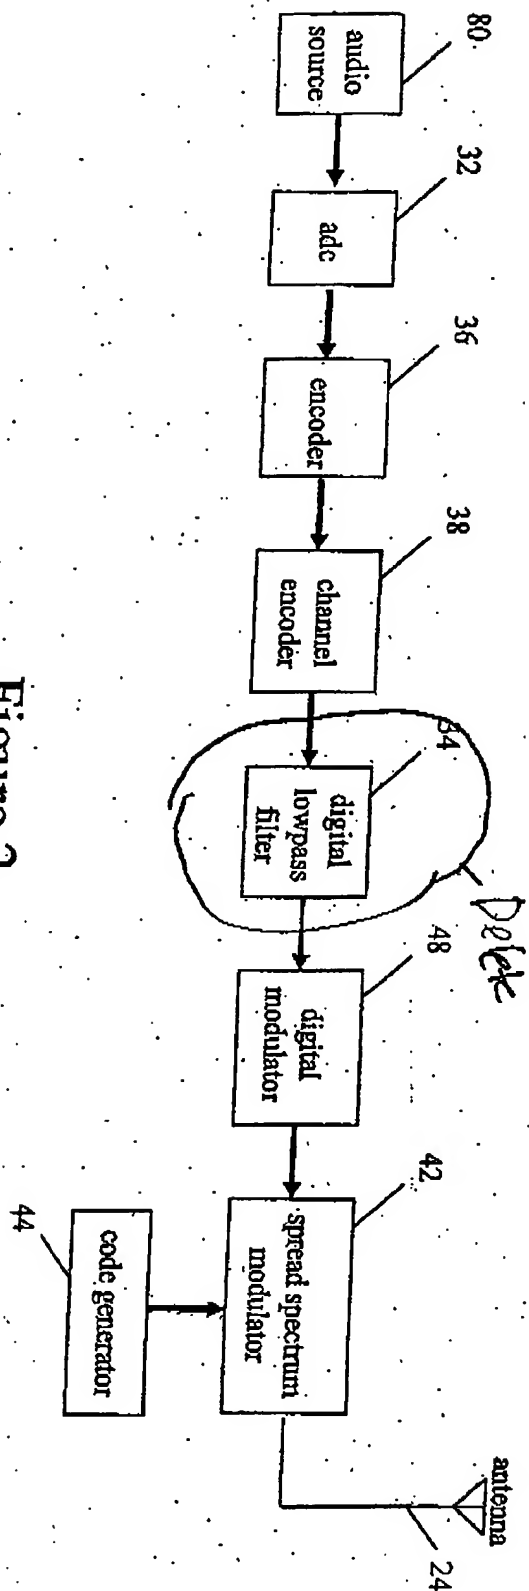 80
audio
source
32
adc
36
encoder
38
channel
encoder
34
digital
lowpass
filter
Delete
48
digital
modulator
42
spread spectrum
modulator
44
code generator
antenna
24